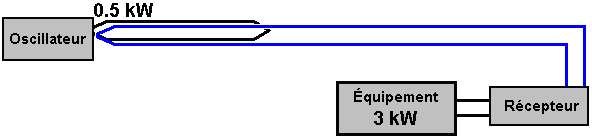 0.5 kW
Oscillateur
Équipement
3 kW
Récepteur